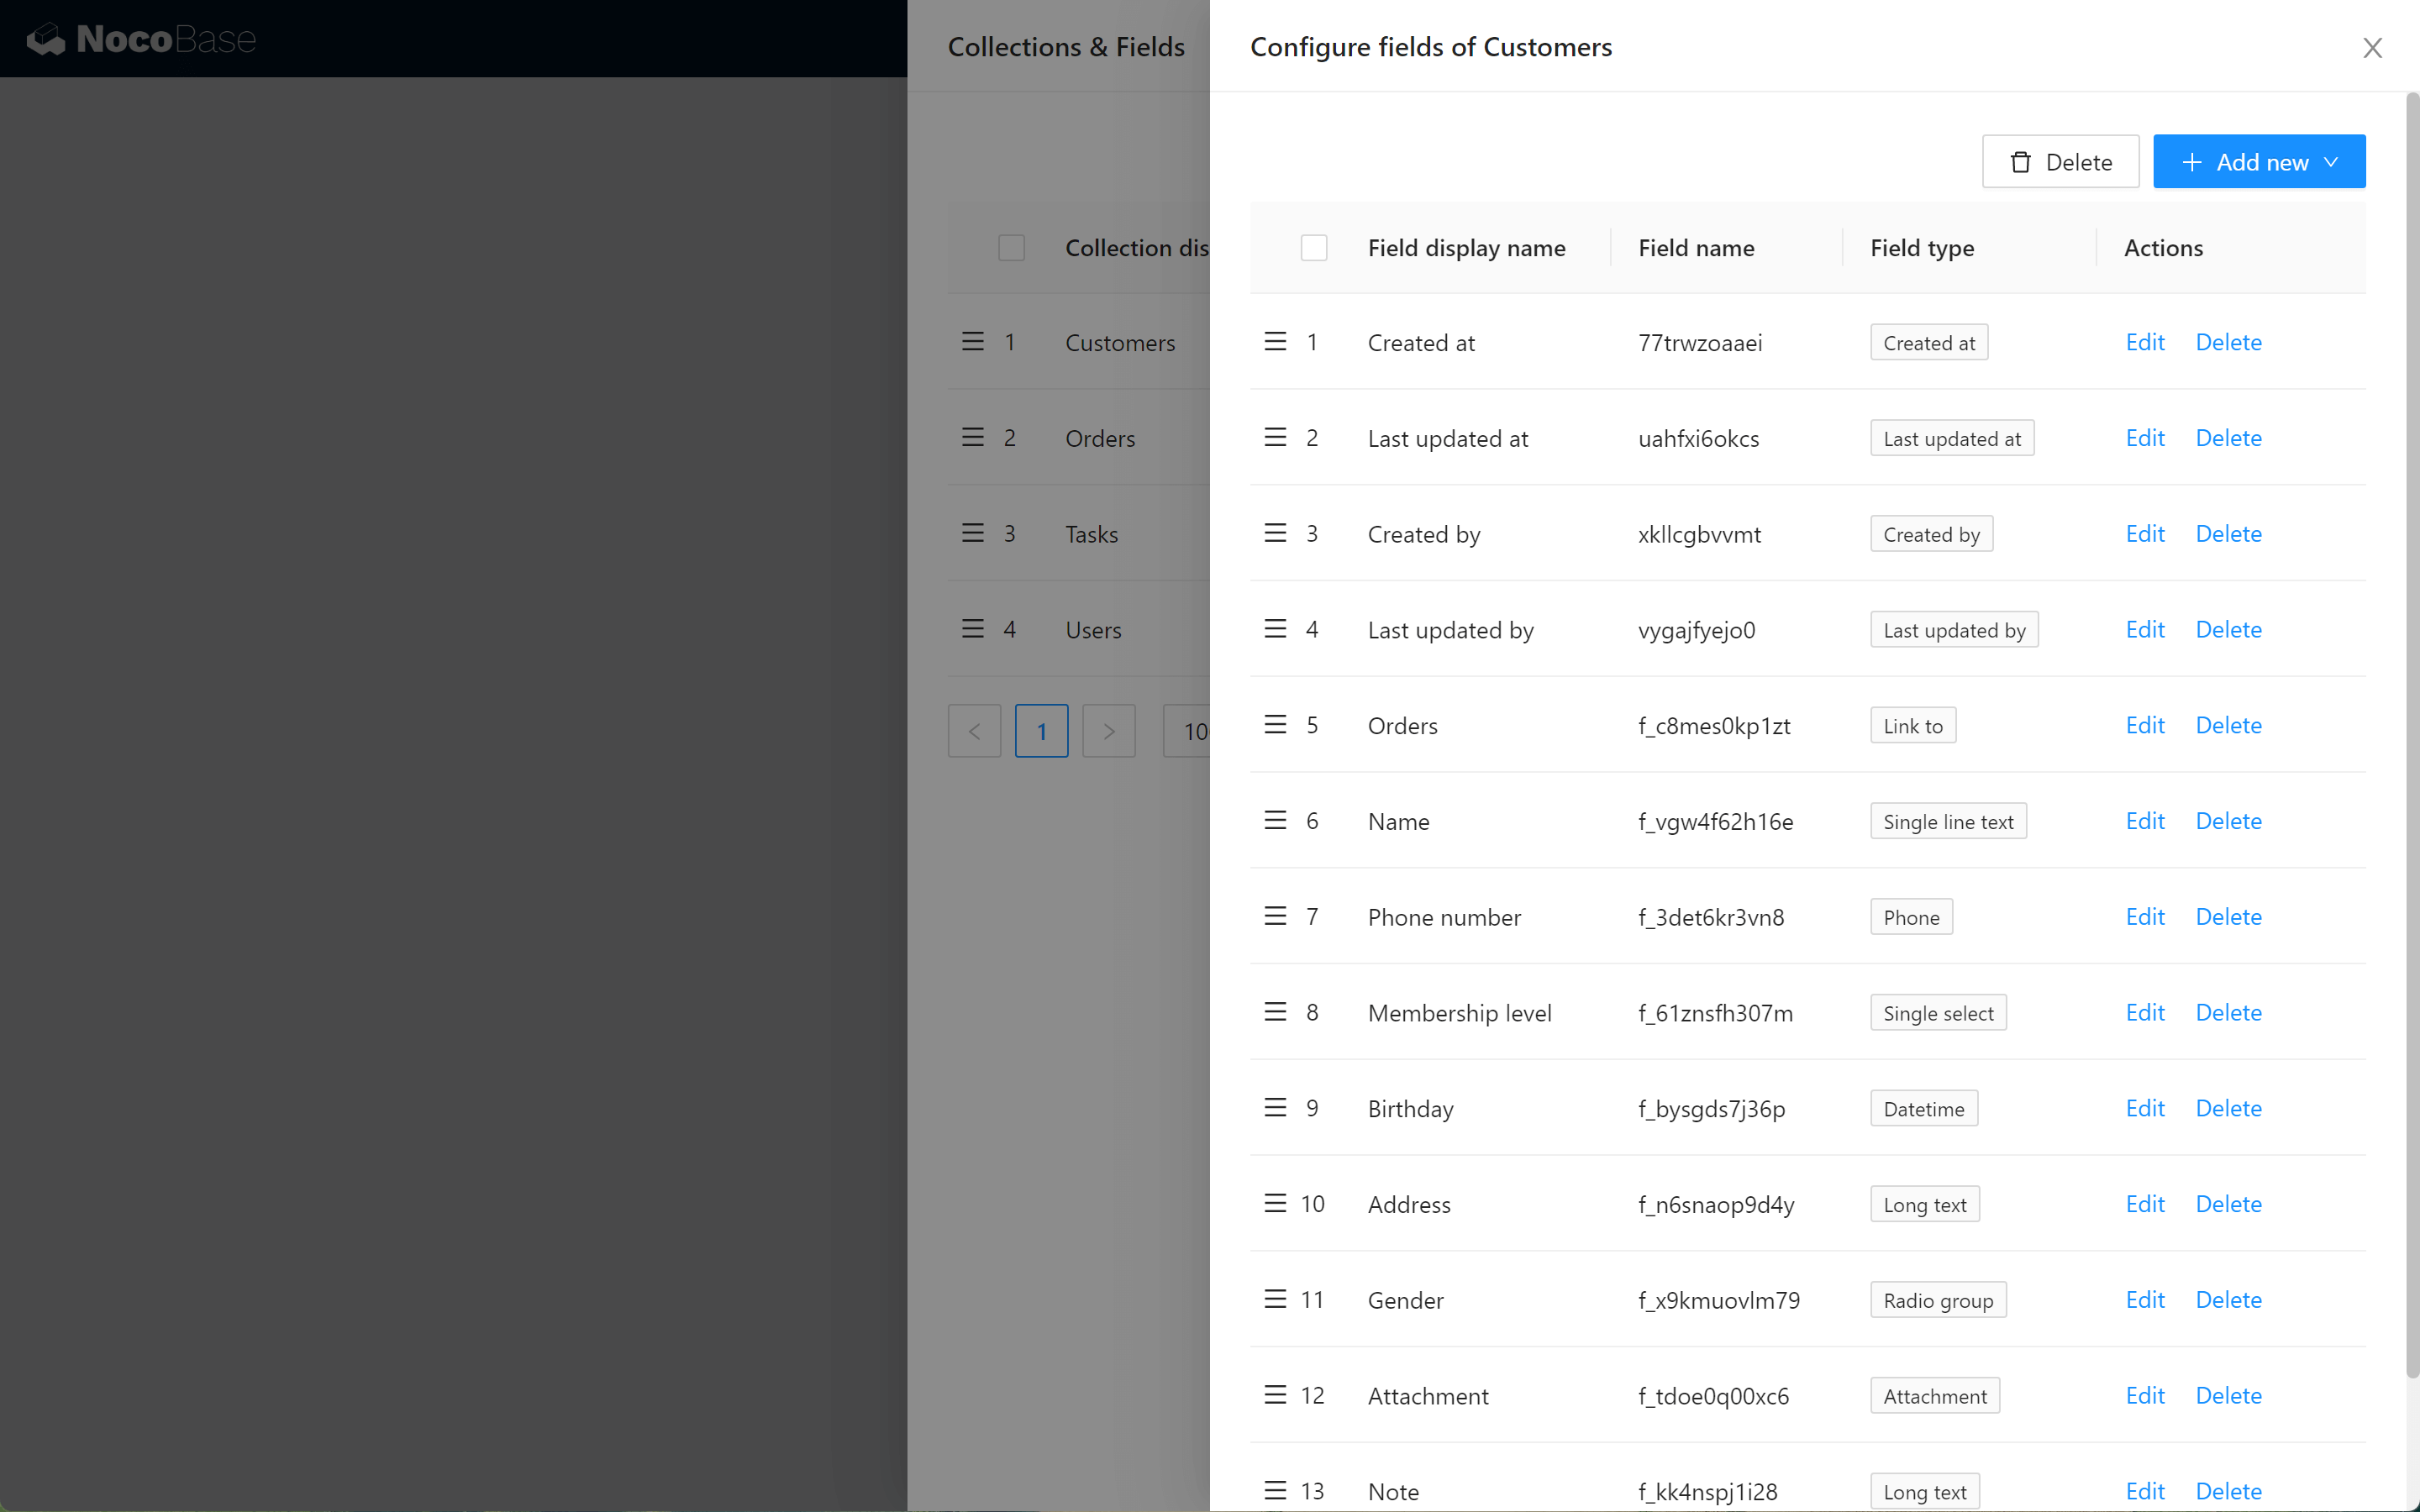 NocoBase
Collections & Fields
Collection dis
1 Customers
2 Orders
3 Tasks
4 Users
< 1 > 10
Configure fields of Customers
Delete Add new
Field display name Field name Field type Actions
1 Created at 77trwzoaaei Created at Edit Delete
2 Last updated at uahfxi6okcs Last updated at Edit Delete
3 Created by xkllcgbvvmt Created by Edit Delete
4 Last updated by vygajfyejo0 Last updated by Edit Delete
5 Orders f_c8mes0kp1zt Link to Edit Delete
6 Name f_vgw4f62h16e Single line text Edit Delete
7 Phone number f_3det6kr3vn8 Phone Edit Delete
8 Membership level f_61znsfh307m Single select Edit Delete
9 Birthday f_bysgds7j36p Datetime Edit Delete
10 Address f_n6snaop9d4y Long text Edit Delete
11 Gender f_x9kmuovlm79 Radio group Edit Delete
12 Attachment f_tdoe0q00xc6 Attachment Edit Delete
13 Note f_kk4nspj1i28 Long text Edit Delete